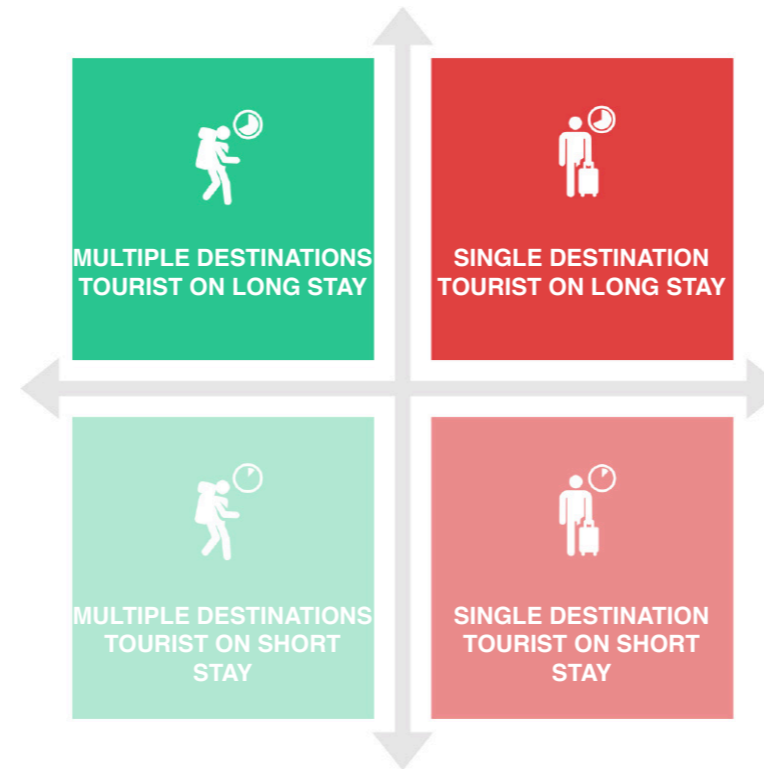 MULTIPLE DESTINATIONS
TOURIST ON LONG STAY
SINGLE DESTINATION
TOURIST ON LONG STAY
MULTIPLE DESTINATIONS
TOURIST ON SHORT
STAY
SINGLE DESTINATION
TOURIST ON SHORT
STAY